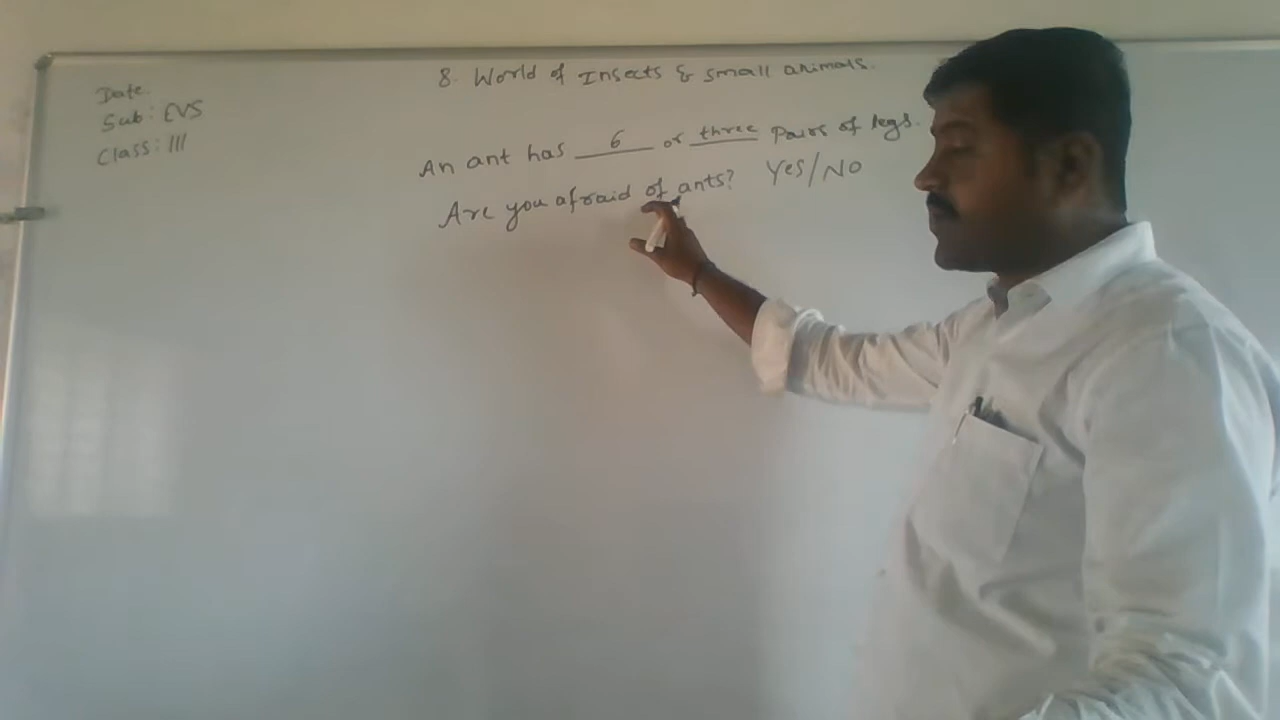 Date.
Sub: EVS
Class: III
8. World of Insects & small animals.
An ant has 6 or three Pairs of legs.
Are you afraid of ants? Yes/No